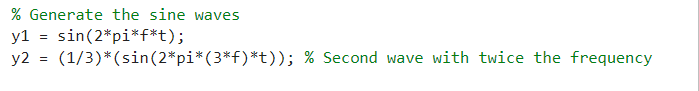 % Generate the sine waves
y1 = sin(2*pi*f*t);
y2 = (1/3)*(sin(2*pi*(3*f)*t)); % Second wave with twice the frequency